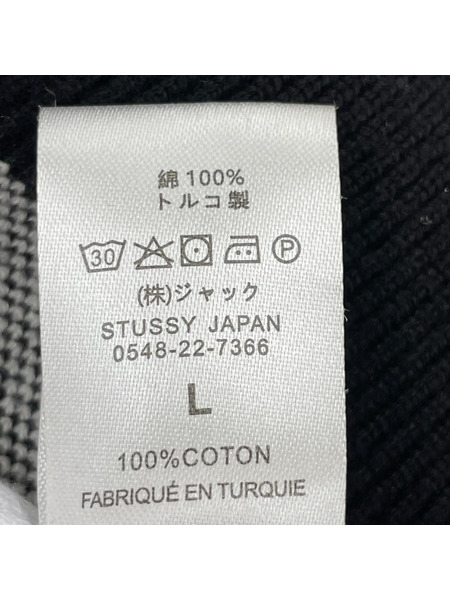 綿 100%
トルコ製
30 P
(株)ジャック
STUSSY JAPAN
0548-22-7366
L
100%COTON
FABRIQUÉ EN TURQUIE